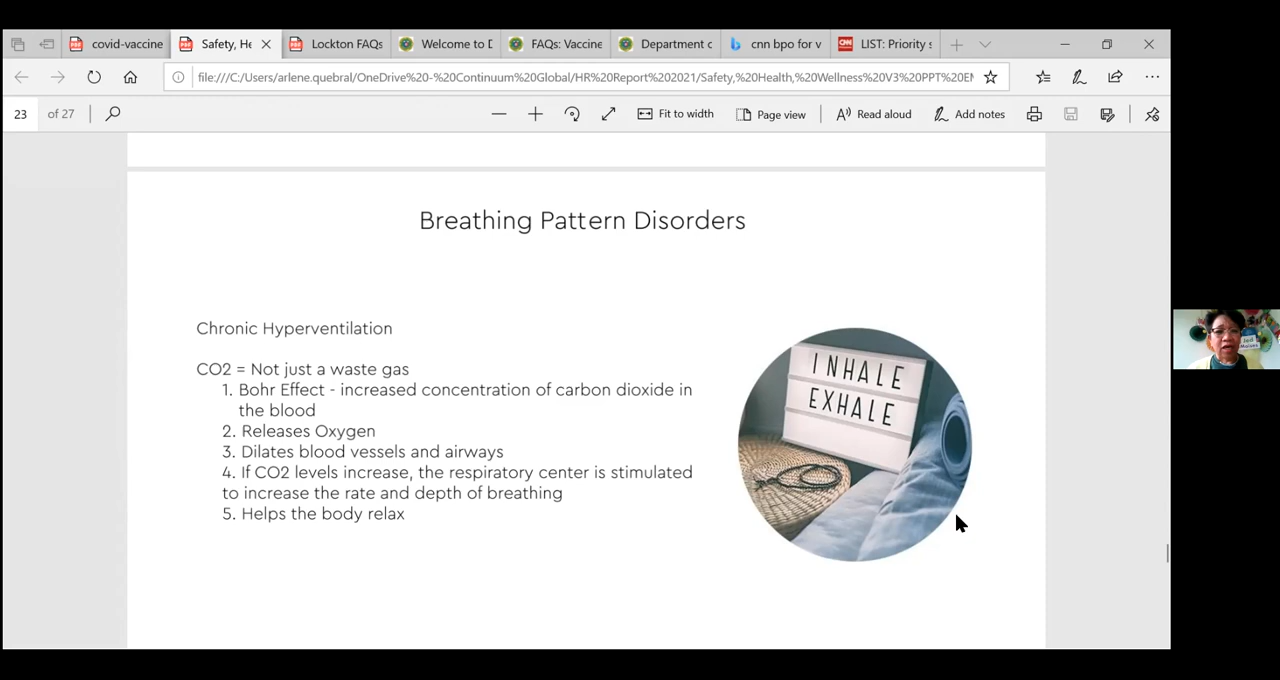 covid-vaccine
Safety, He
Lockton FAQs
Welcome to D
FAQs: Vaccine
Department c
cnn bpo for v
LIST: Priority s
file:///C:/Users/arlene.quebral/OneDrive%20-%20Continuum%20Global/HR%20Report%202021/Safety,%20Health,%20Wellness%20V3%20PPT%20EM
23 of 27
Fit to width
Page view
Read aloud
Add notes
Breathing Pattern Disorders
Chronic Hyperventilation
CO2 = Not just a waste gas
1. Bohr Effect - increased concentration of carbon dioxide in
the blood
2. Releases Oxygen
3. Dilates blood vessels and airways
4. If CO2 levels increase, the respiratory center is stimulated
to increase the rate and depth of breathing
5. Helps the body relax
INHALE
EXHALE